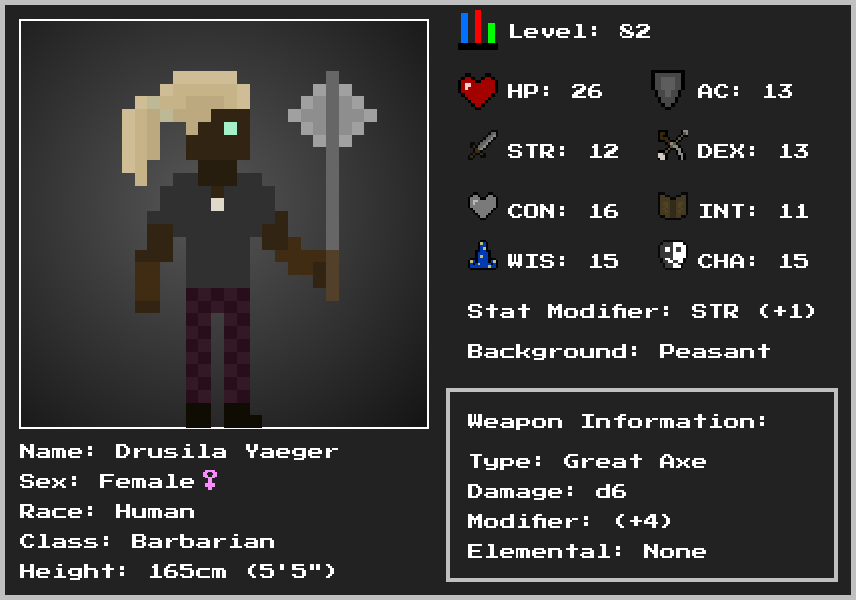 Level: 82
HP: 26
AC: 13
STR: 12
DEX: 13
CON: 16
INT: 11
WIS: 15
CHA: 15
Stat Modifier: STR (+1)
Background: Peasant
Weapon Information:
Type: Great Axe
Damage: d6
Modifier: (+4)
Elemental: None
Name: Drusila Yaeger
Sex: Female♀
Race: Human
Class: Barbarian
Height: 165cm (5'5")